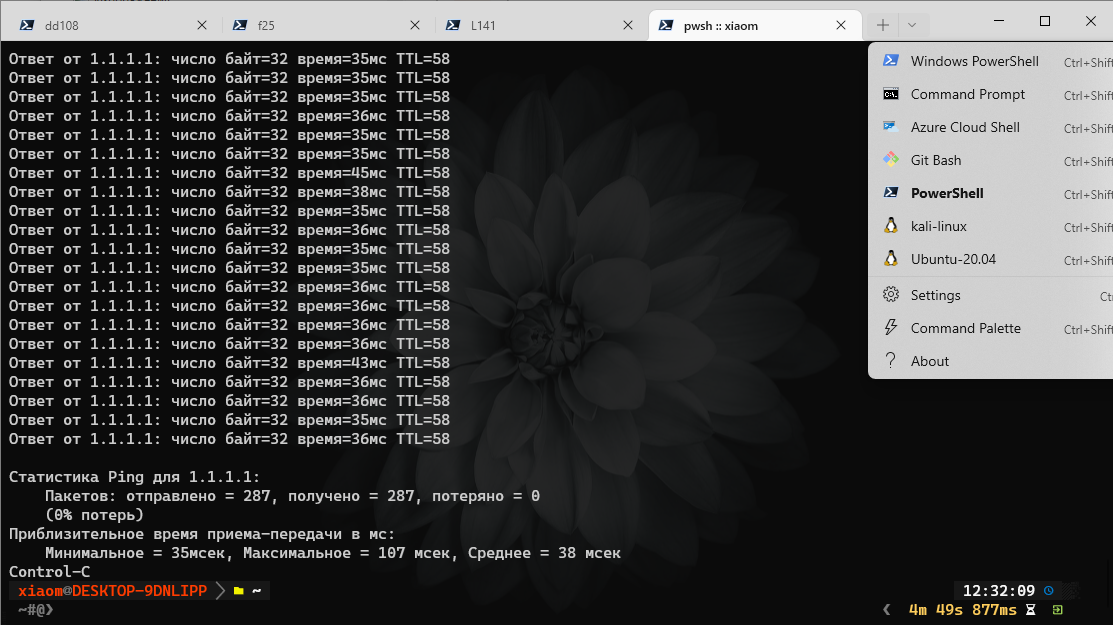 dd108
f25
L141
pwsh :: xiaom
Ответ от 1.1.1.1: число байт=32 время=35мс TTL=58
Ответ от 1.1.1.1: число байт=32 время=35мс TTL=58
Ответ от 1.1.1.1: число байт=32 время=35мс TTL=58
Ответ от 1.1.1.1: число байт=32 время=36мс TTL=58
Ответ от 1.1.1.1: число байт=32 время=35мс TTL=58
Ответ от 1.1.1.1: число байт=32 время=35мс TTL=58
Ответ от 1.1.1.1: число байт=32 время=45мс TTL=58
Ответ от 1.1.1.1: число байт=32 время=38мс TTL=58
Ответ от 1.1.1.1: число байт=32 время=35мс TTL=58
Ответ от 1.1.1.1: число байт=32 время=36мс TTL=58
Ответ от 1.1.1.1: число байт=32 время=35мс TTL=58
Ответ от 1.1.1.1: число байт=32 время=35мс TTL=58
Ответ от 1.1.1.1: число байт=32 время=36мс TTL=58
Ответ от 1.1.1.1: число байт=32 время=36мс TTL=58
Ответ от 1.1.1.1: число байт=32 время=35мс TTL=58
Ответ от 1.1.1.1: число байт=32 время=36мс TTL=58
Ответ от 1.1.1.1: число байт=32 время=43мс TTL=58
Ответ от 1.1.1.1: число байт=32 время=36мс TTL=58
Ответ от 1.1.1.1: число байт=32 время=36мс TTL=58
Ответ от 1.1.1.1: число байт=32 время=35мс TTL=58
Ответ от 1.1.1.1: число байт=32 время=36мс TTL=58
Статистика Ping для 1.1.1.1:
Пакетов: отправлено = 287, получено = 287, потеряно = 0
(0% потерь)
Приблизительное время приема-передачи в мс:
Минимальное = 35мсек, Максимальное = 107 мсек, Среднее = 38 мсек
Control-C
xiaom@DESKTOP-9DNLIPP ~
12:32:09
~#@❯
❮ 4m 49s 877ms
Windows PowerShell Ctrl+Shift
Command Prompt Ctrl+Shift
Azure Cloud Shell Ctrl+Shift
Git Bash Ctrl+Shift
PowerShell Ctrl+Shift
kali-linux Ctrl+Shift
Ubuntu-20.04 Ctrl+Shift
Settings Ct
Command Palette Ctrl+Shift
About